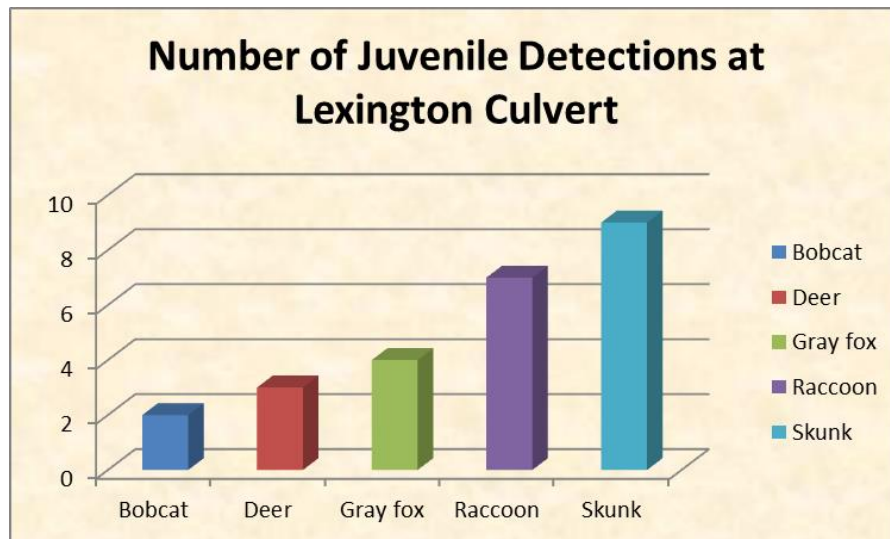 Number of Juvenile Detections at
Lexington Culvert
10
8
6
4
2
0
Bobcat Deer Gray fox Raccoon Skunk
Bobcat
Deer
Gray fox
Raccoon
Skunk